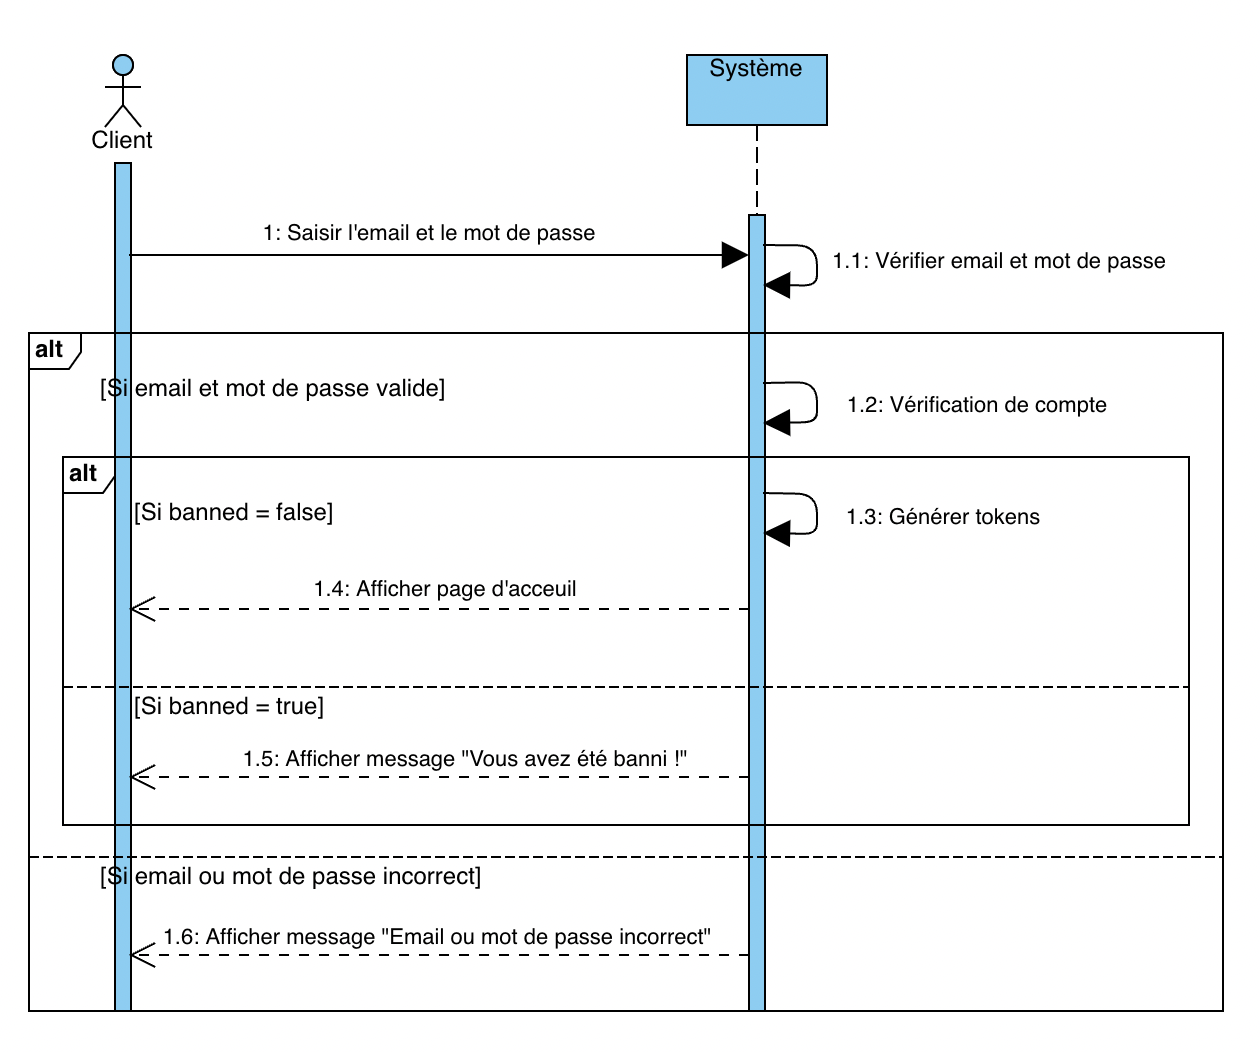 Client
Système
1: Saisir l'email et le mot de passe
1.1: Vérifier email et mot de passe
alt
[Si email et mot de passe valide]
1.2: Vérification de compte
alt
[Si banned = false]
1.3: Générer tokens
1.4: Afficher page d'acceuil
[Si banned = true]
1.5: Afficher message "Vous avez été banni !"
[Si email ou mot de passe incorrect]
1.6: Afficher message "Email ou mot de passe incorrect"